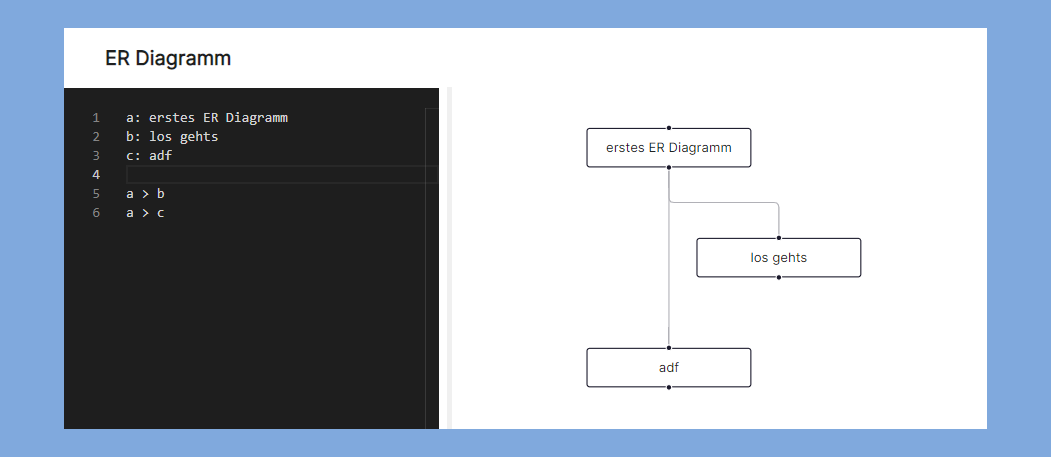 ER Diagramm
1 a: erstes ER Diagramm
2 b: los gehts
3 c: adf
4
5 a > b
6 a > c
erstes ER Diagramm
los gehts
adf